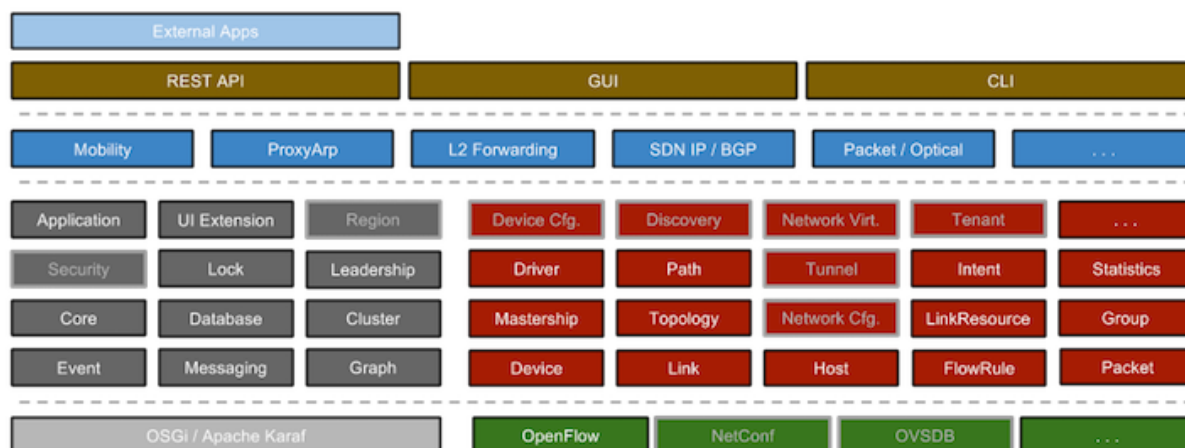 External Apps
REST API GUI CLI
Mobility ProxyArp L2 Forwarding SDN IP / BGP Packet / Optical . . .
Application UI Extension Region Device Cfg. Discovery Network Virt. Tenant . . .
Security Lock Leadership Driver Path Tunnel Intent Statistics
Core Database Cluster Mastership Topology Network Cfg. LinkResource Group
Event Messaging Graph Device Link Host FlowRule Packet
OSGi / Apache Karaf OpenFlow NetConf OVSDB . . .